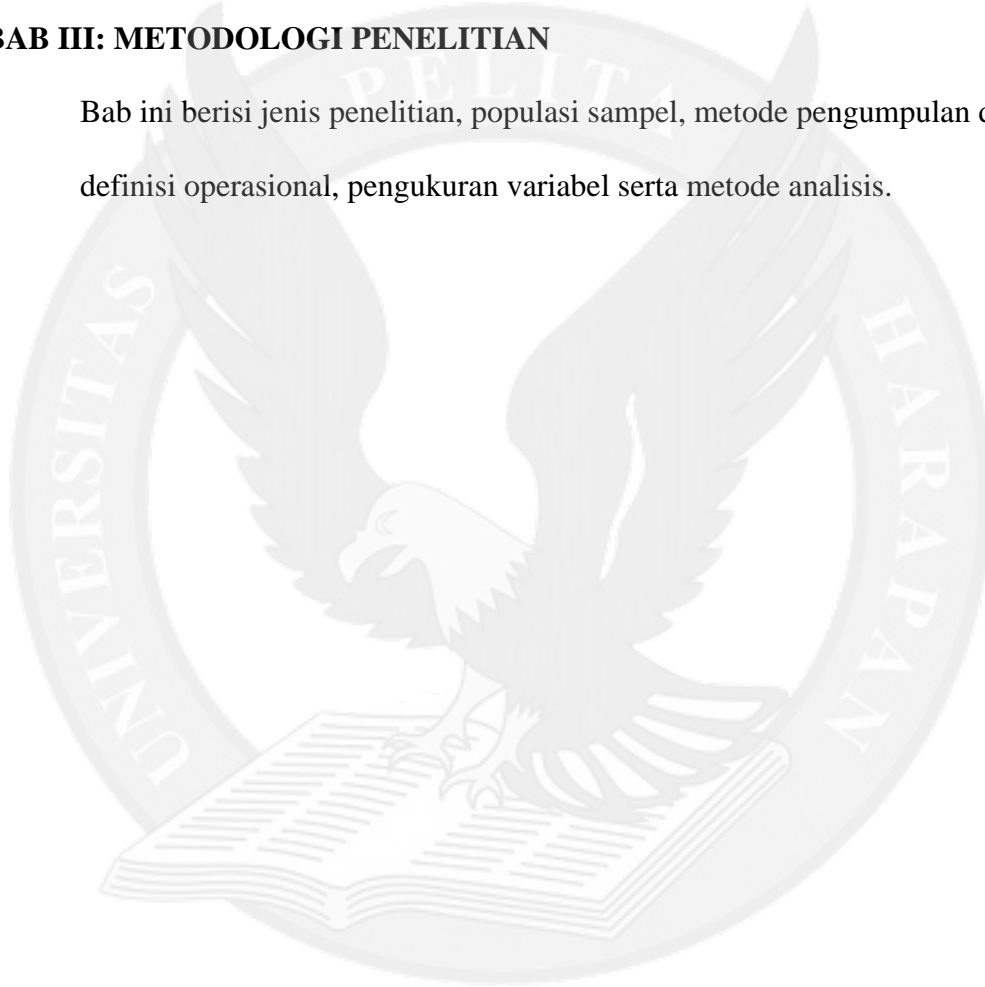 BAB III: METODOLOGI PENELITIAN
Bab ini berisi jenis penelitian, populasi sampel, metode pengumpulan
definisi operasional, pengukuran variabel serta metode analisis.
UNIVERSITAS PELITA HARAPAN